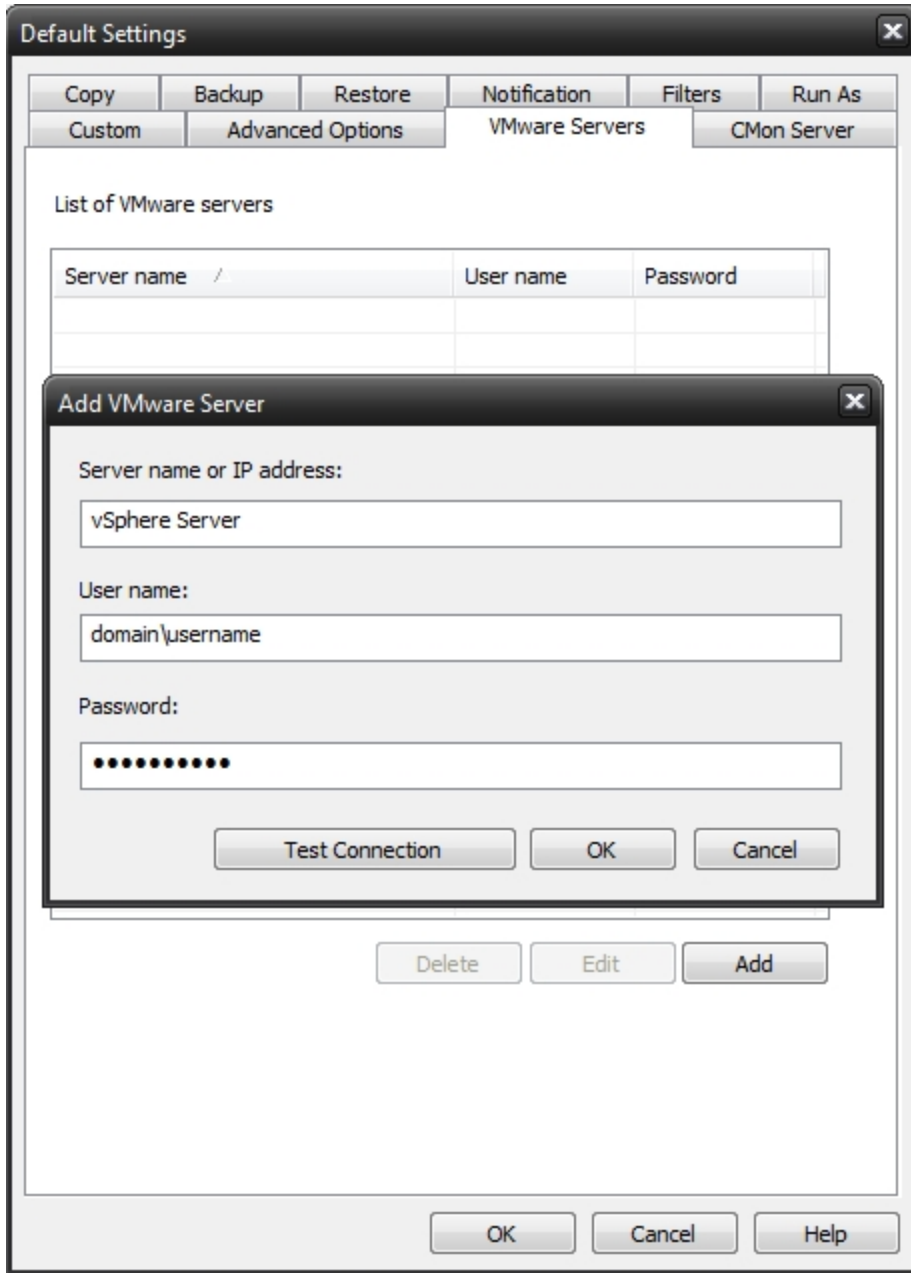 Default Settings
Copy Backup Restore Notification Filters Run As
Custom Advanced Options VMware Servers CMon Server
List of VMware servers
Server name User name Password
Add VMware Server
Server name or IP address:
vSphere Server
User name:
domain\username
Password:
••••••••••
Test Connection OK Cancel
Delete Edit Add
OK Cancel Help